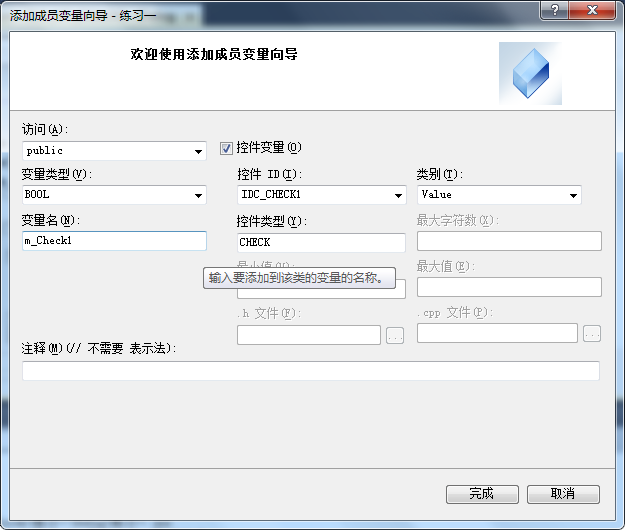 添加成员变量向导 - 练习一
欢迎使用添加成员变量向导
访问(A):
public
控件变量(O)
变量类型(V):
控件 ID(I):
类别(T):
BOOL
IDC_CHECK1
Value
变量名(N):
控件类型(Y):
最大字符数(X):
m_Check1
CHECK
最大值(E):
输入要添加到该类的变量的名称。
.h 文件(F):
.cpp 文件(P):
...
...
注释(M)(// 不需要 表示法):
完成
取消